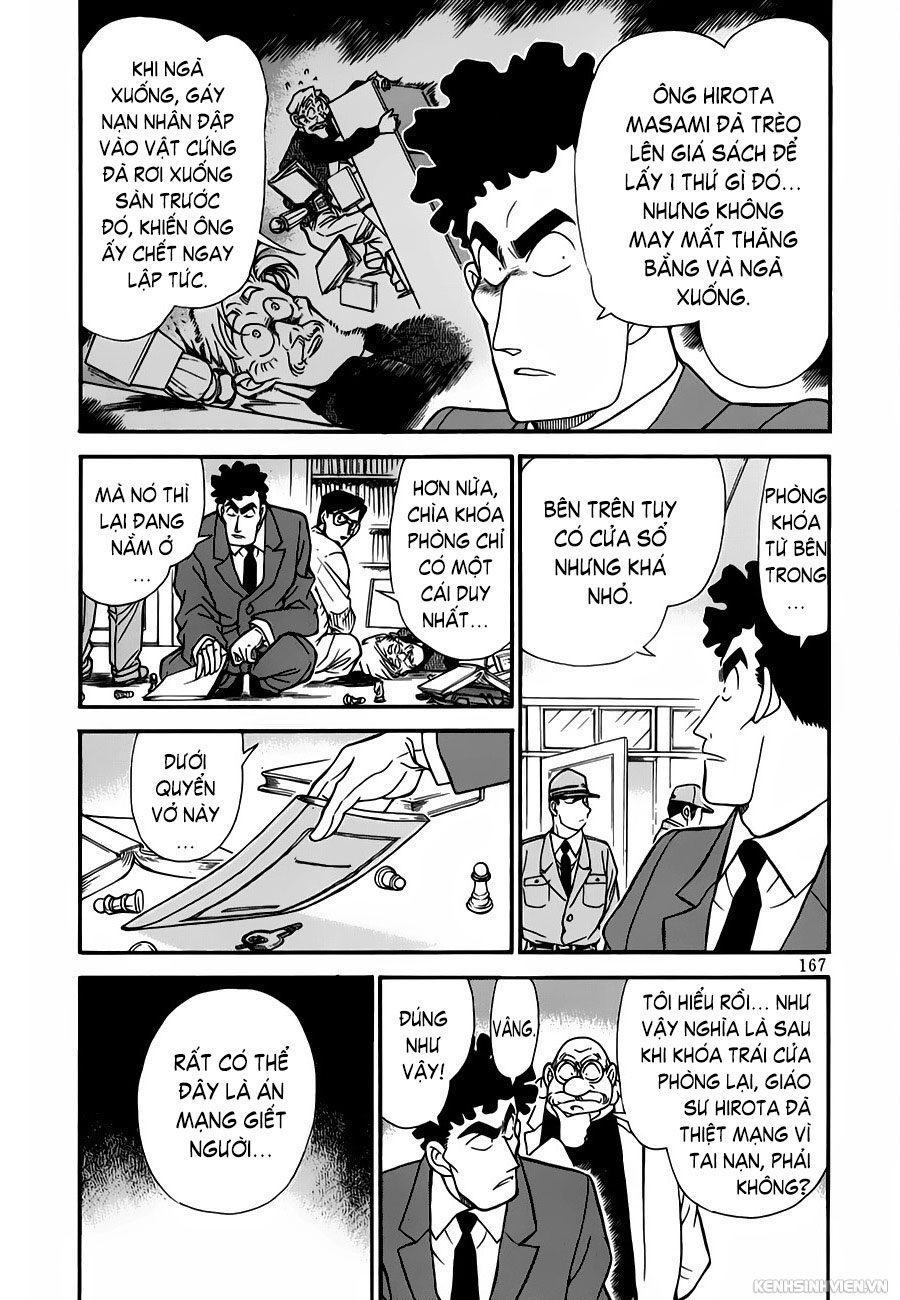 ÔNG HIROTA
MASAMI ĐÃ TRÈO
LÊN GIÁ SÁCH ĐỂ
LẤY 1 THỨ GÌ ĐÓ...
NHƯNG KHÔNG
MAY MẤT THĂNG
BẰNG VÀ NGÃ
XUỐNG.
KHI NGÃ
XUỐNG, GÁY
NẠN NHÂN ĐẬP
VÀO VẬT CỨNG
ĐÃ RƠI XUỐNG
SÀN TRƯỚC
ĐÓ, KHIẾN ÔNG
ẤY CHẾT NGAY
LẬP TỨC.
PHÒNG
KHÓA
TỪ BÊN
TRONG
...
BÊN TRÊN TUY
CÓ CỬA SỔ
NHƯNG KHÁ
NHỎ.
HƠN NỮA,
CHÌA KHÓA
PHÒNG CHỈ
CÓ MỘT
CÁI DUY
NHẤT...
MÀ NÓ THÌ
LẠI ĐANG
NẰM Ở
...
DƯỚI
QUYỂN
VỞ NÀY
...
167
TÔI HIỂU RỒI... NHƯ
VẬY NGHĨA LÀ SAU
KHI KHÓA TRÁI CỬA
PHÒNG LẠI, GIÁO
SƯ HIROTA ĐÃ
THIỆT MẠNG VÌ
TAI NẠN, PHẢI
KHÔNG?
VÂNG.
ĐÚNG
NHƯ
VẬY!
RẤT CÓ THỂ
ĐÂY LÀ ÁN
MẠNG GIẾT
NGƯỜI...
KENHSINHVIEN.VN